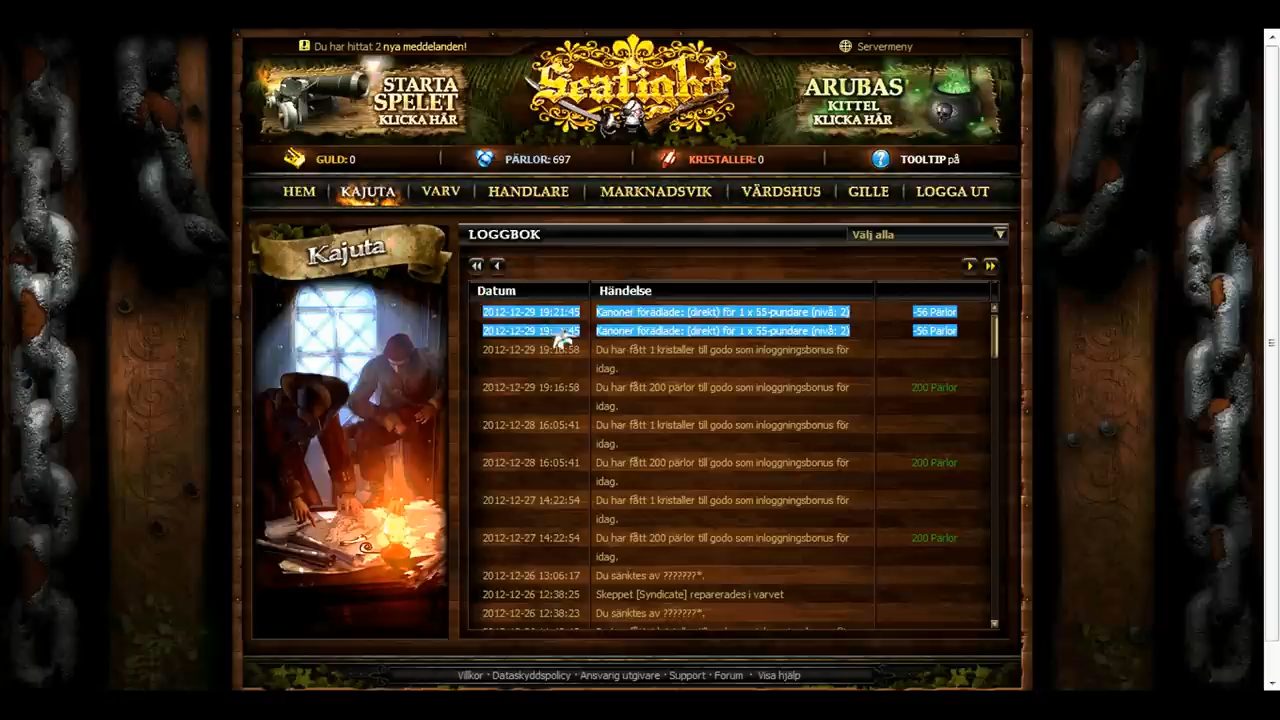 Du har hittat 2 nya meddelanden!
Servermeny
STARTA
SPELET
KLICKA HÄR
Seafight
ARUBAS
KITTEL
KLICKA HÄR
GULD: 0
PÄRLOR: 697
KRISTALLER: 0
TOOLTIP på
HEM
KAJUTA
VARV
HANDLARE
MARKNADSVIK
VÄRDSHUS
GILLE
LOGGA UT
Kajuta
LOGGBOK
Välj alla
Datum Händelse
2012-12-29 19:21:45 Kanoner förädlade: (direkt) för 1 x 55-pundare (nivå: 2) -56 Pärlor
2012-12-29 Kanoner förädlade: (direkt) för 1 x 55-pundare (nivå: 2) -56 Pärlor
2012-12-29 19:16:58 Du har fått 1 kristaller till godo som inloggningsbonus för
idag.
2012-12-29 19:16:58 Du har fått 200 pärlor till godo som inloggningsbonus för 200 Pärlor
idag.
2012-12-28 16:05:41 Du har fått 1 kristaller till godo som inloggningsbonus för
idag.
2012-12-28 16:05:41 Du har fått 200 pärlor till godo som inloggningsbonus för 200 Pärlor
idag.
2012-12-27 14:22:54 Du har fått 1 kristaller till godo som inloggningsbonus för
idag.
2012-12-27 14:22:54 Du har fått 200 pärlor till godo som inloggningsbonus för 200 Pärlor
idag.
2012-12-26 13:06:17 Du sänktes av ???????*.
2012-12-26 12:38:25 Skeppet [Syndicate] reparerades i varvet
2012-12-26 12:38:23 Du sänktes av ???????*.
Villkor · Dataskyddspolicy · Ansvarig utgivare · Support · Forum · Visa hjälp